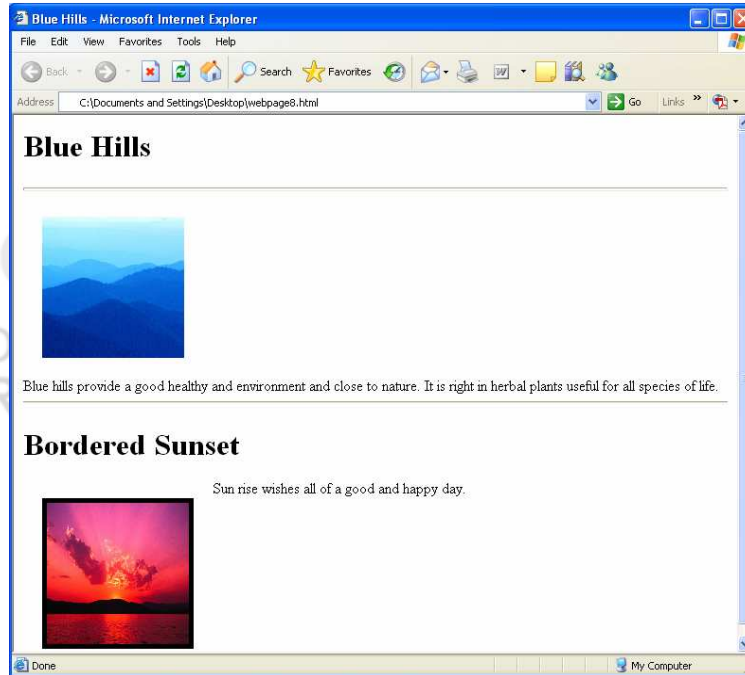 Blue Hills - Microsoft Internet Explorer
File Edit View Favorites Tools Help
Back Search Favorites
Address C:\Documents and Settings\Desktop\webpage8.html Go Links »
Blue Hills
Blue hills provide a good healthy and environment and close to nature. It is right in herbal plants useful for all species of life.
Bordered Sunset
Sun rise wishes all of a good and happy day.
Done My Computer